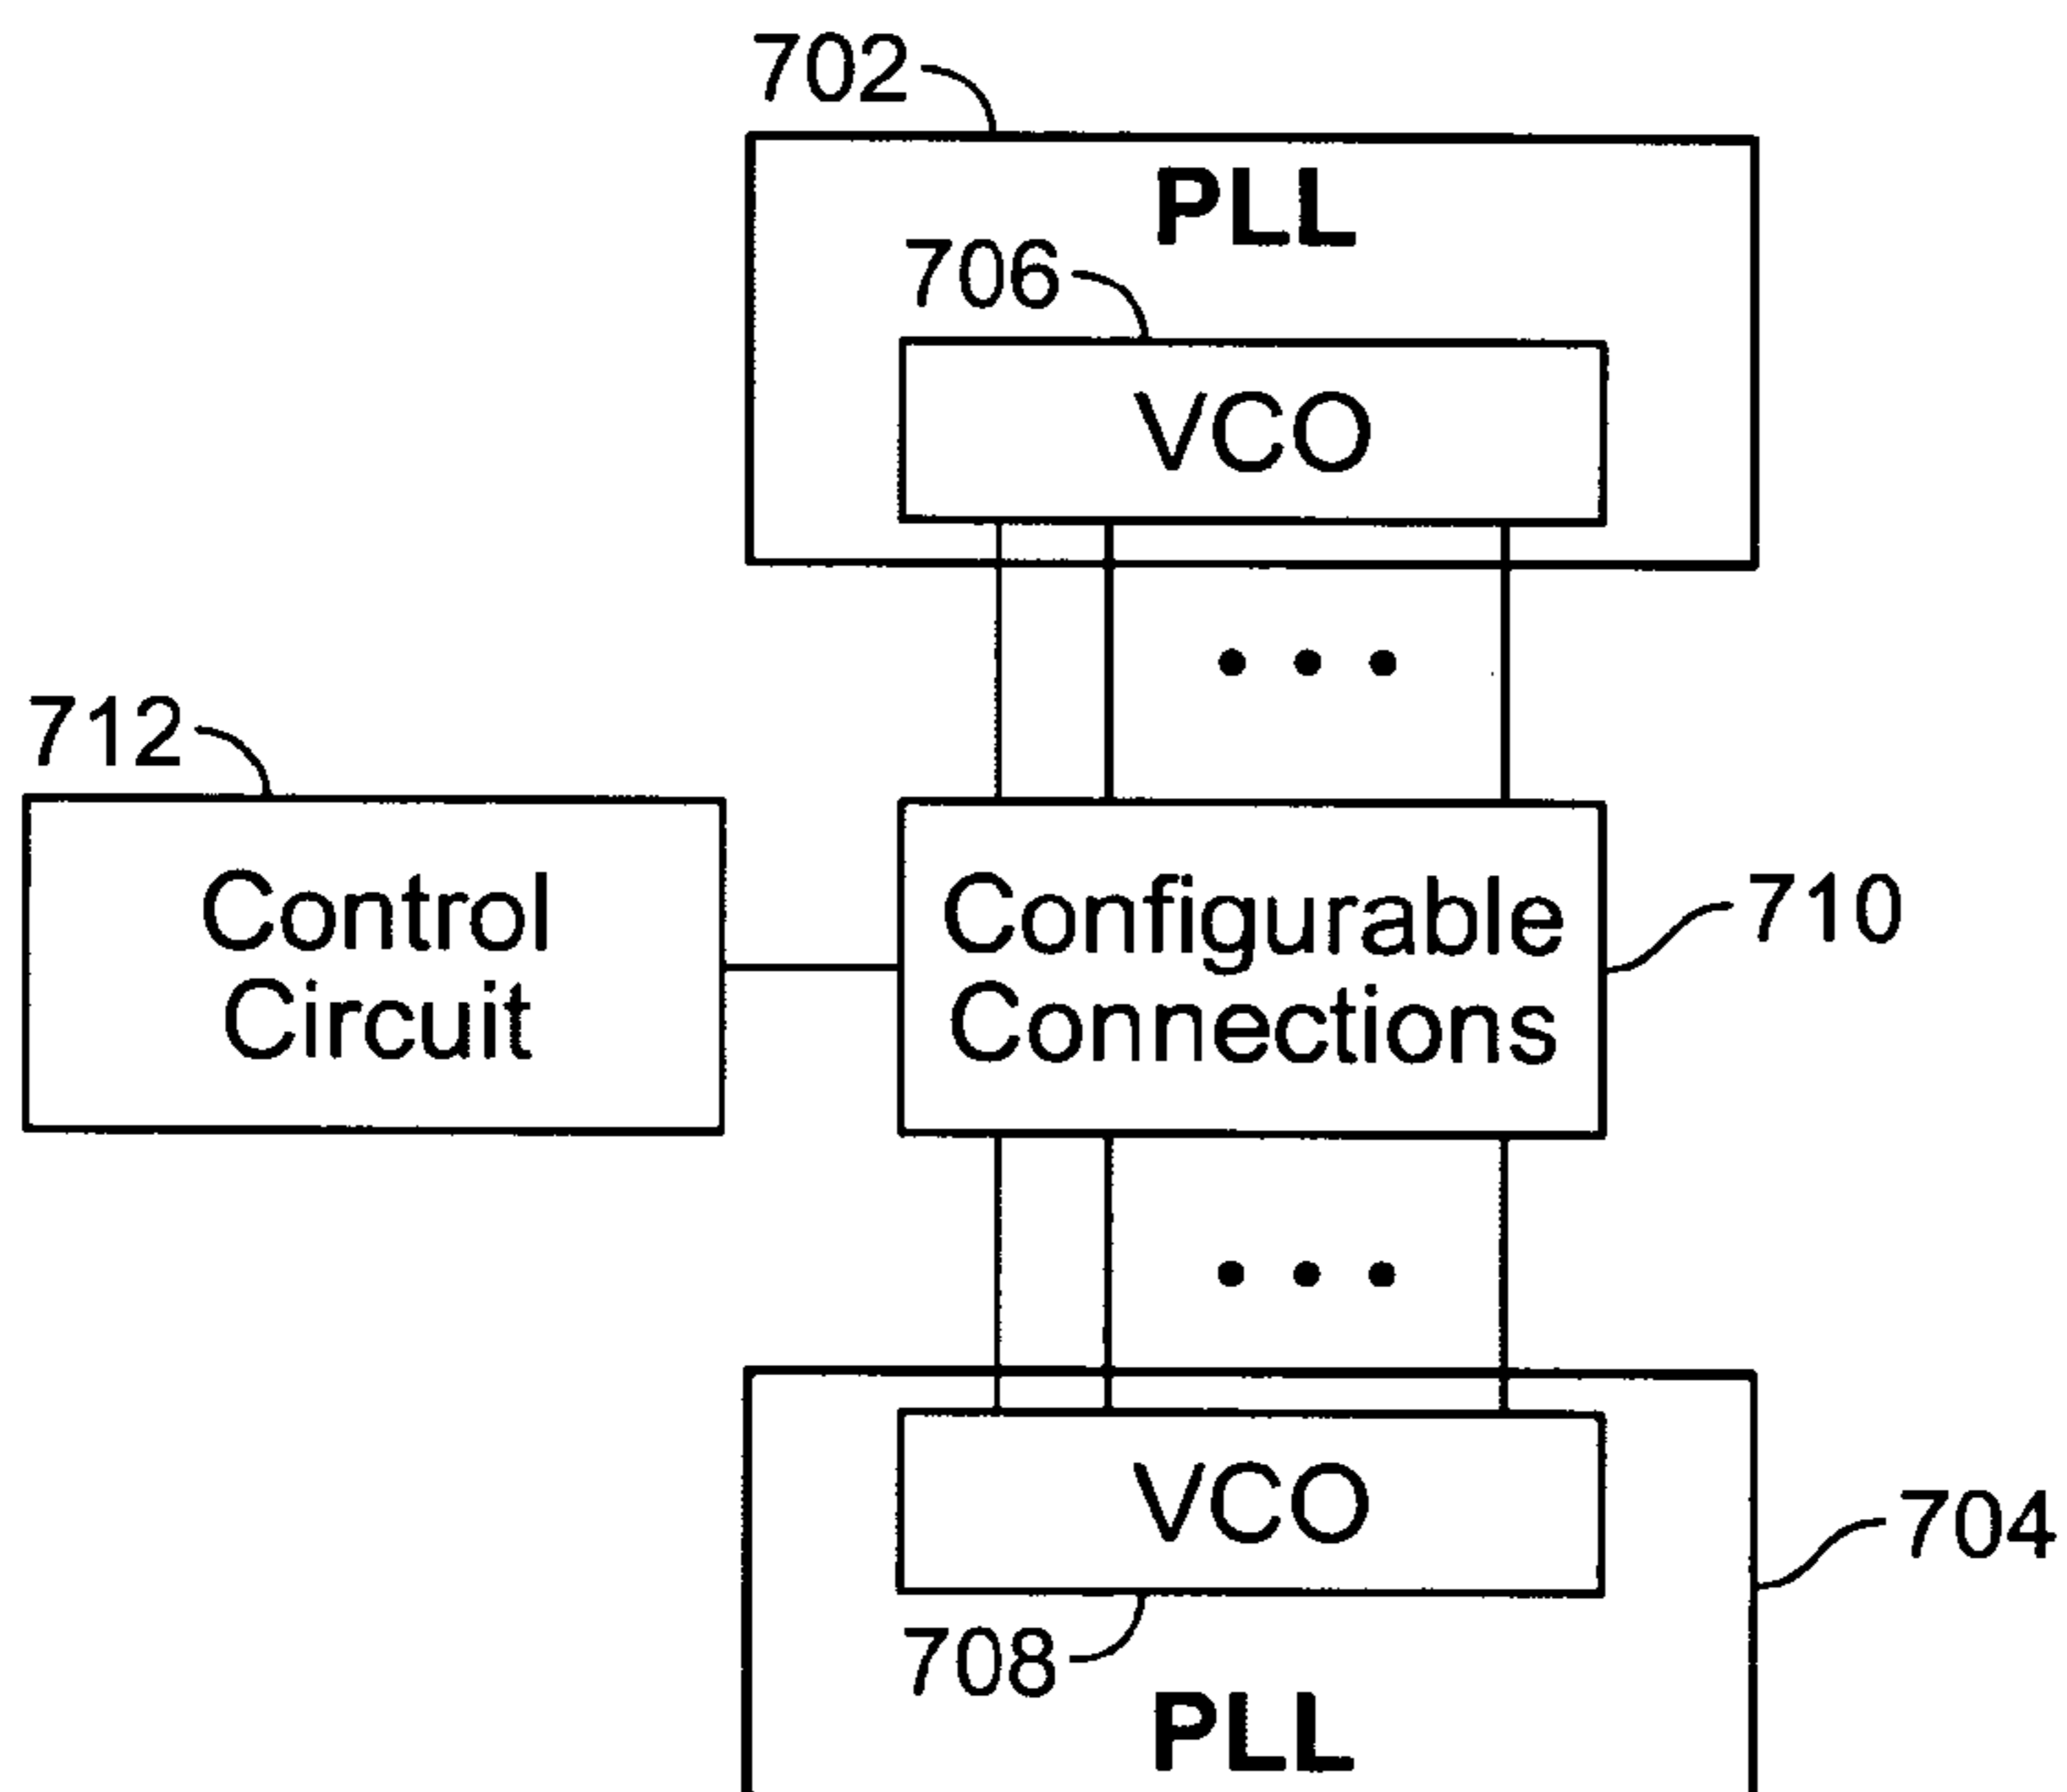 702
PLL
706
VCO
712
Control
Circuit
Configurable
Connections
710
VCO
704
708
PLL